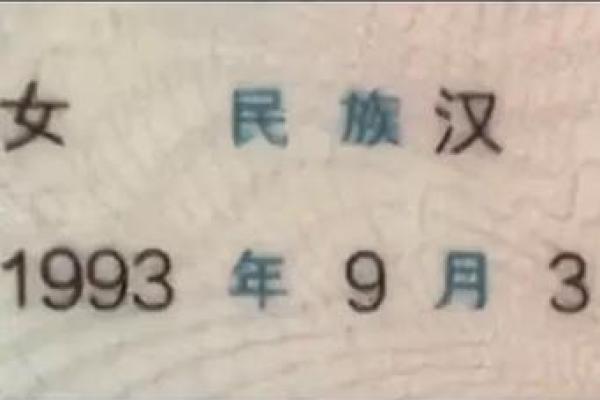 女 民族 汉
1993 年 9 月 3